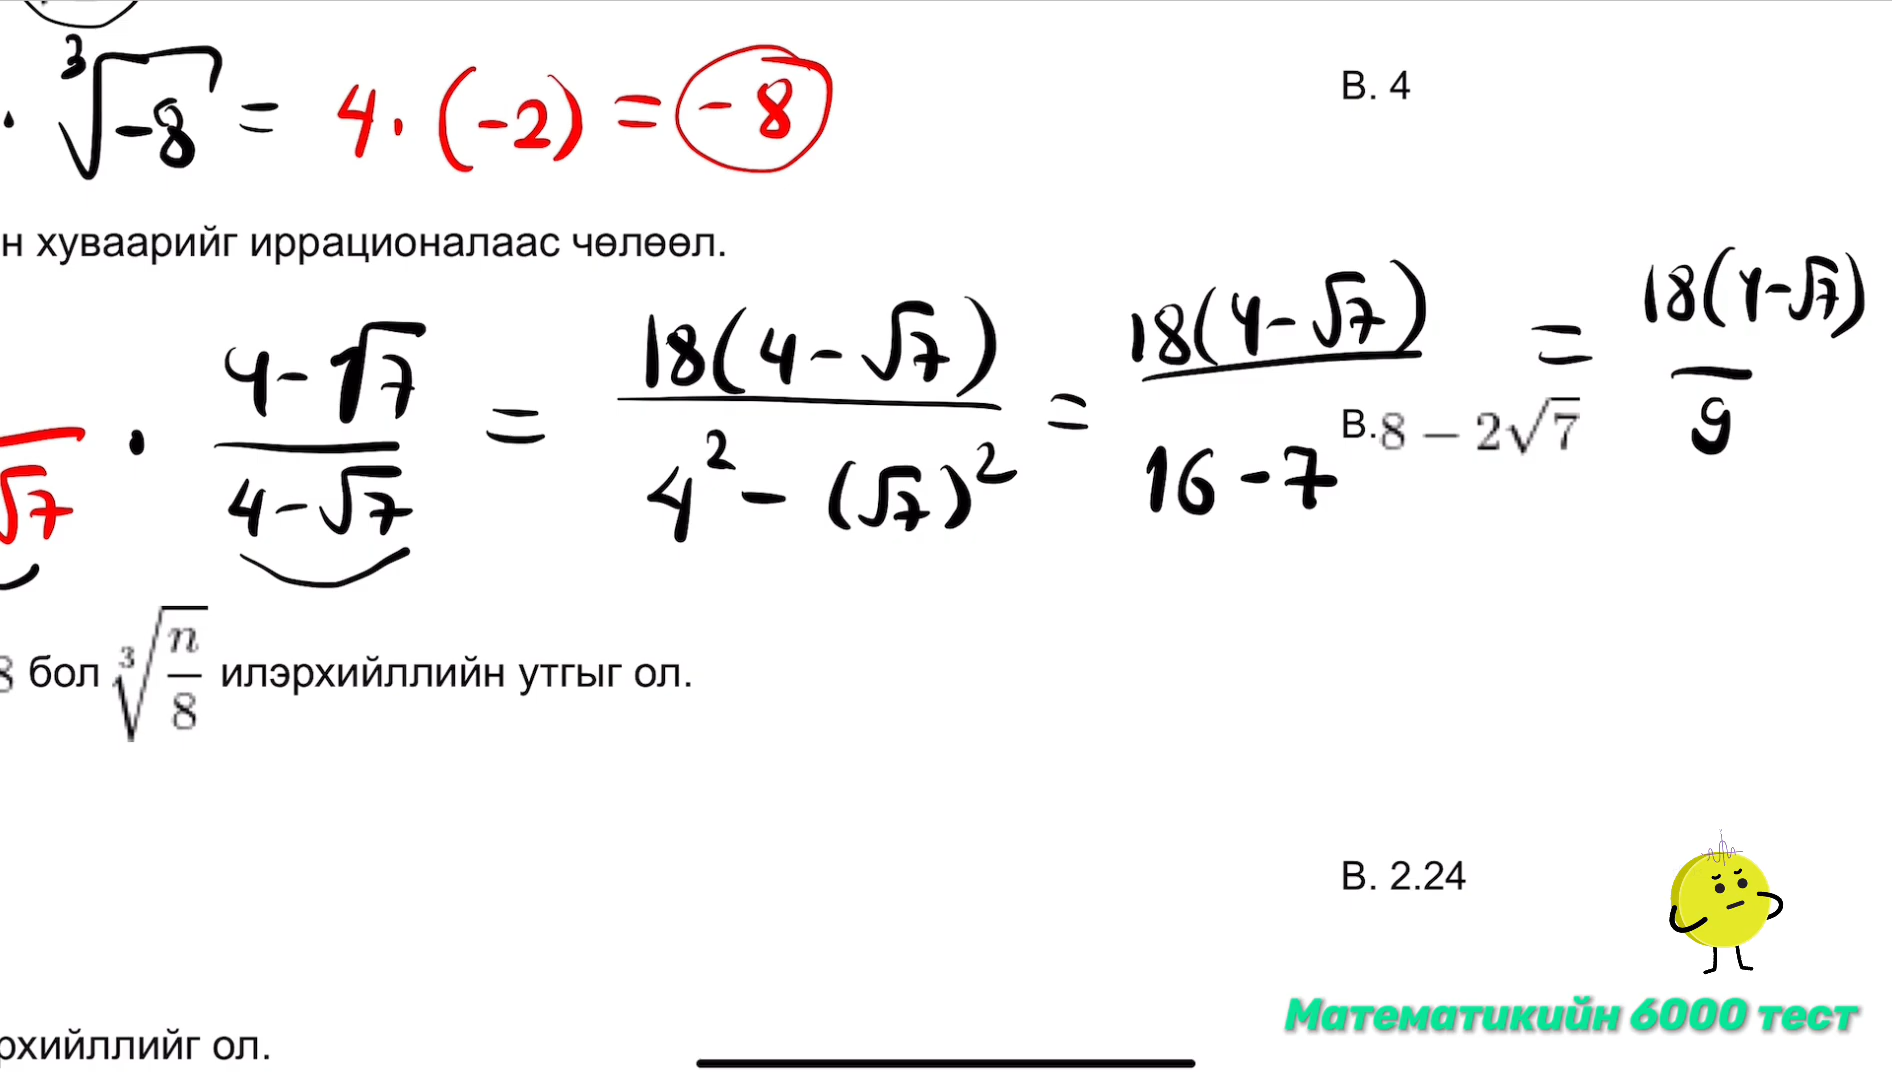 · ∛-8 = 4 · (-2) = -8
B. 4
н хуваарийг иррационалаас чөлөөл.
√7 · (4-√7)/(4-√7) = 18(4-√7)/(4² - (√7)²) = 18(4-√7)/(16-7) = 18(4-√7)/9
B. 8 − 2√7
8 бол ∛(n/8) илэрхийллийн утгыг ол.
B. 2.24
Математикийн 6000 тест
рхийллийг ол.